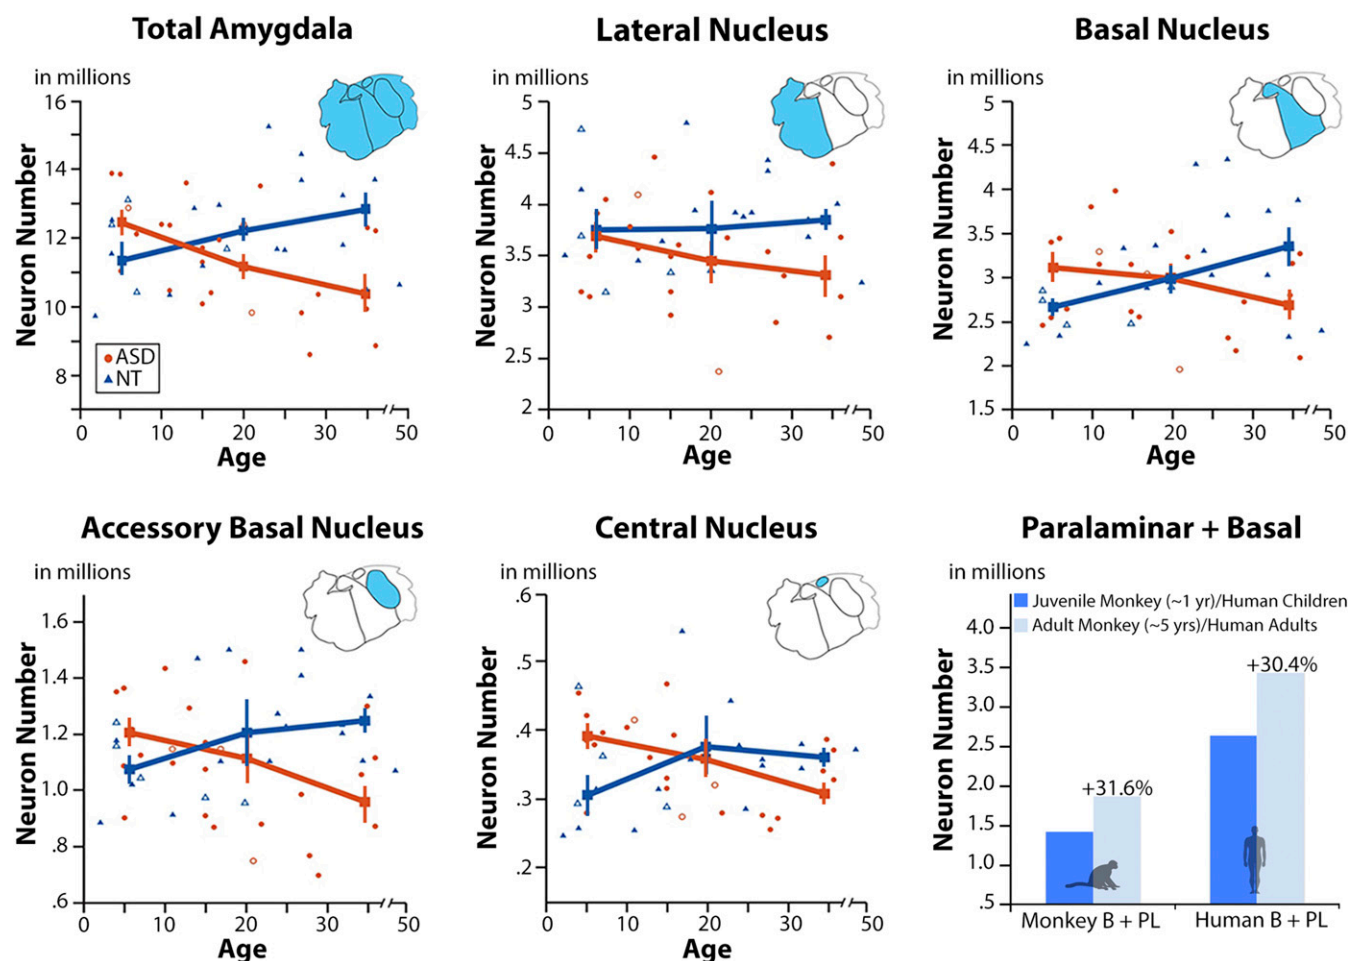 Total Amygdala
in millions
Neuron Number
16
14
12
10
8
ASD
NT
0
20
30
50
Age
Lateral Nucleus
in millions
Neuron Number
5
4.5
4
3.5
3
2.5
2
0
10
20
30
50
Age
Basal Nucleus
in millions
Neuron Number
5
4.5
4
3.5
3
2.5
2
1.5
0
10
20
30
50
Age
Accessory Basal Nucleus
in millions
Neuron Number
1.6
1.4
1.2
1.0
.8
.6
0
10
20
30
50
Age
Central Nucleus
in millions
Neuron Number
.6
.5
.4
.3
.2
0
10
20
30
50
Age
Paralaminar + Basal
in millions
Juvenile Monkey (~1 yr)/Human Children
Adult Monkey (~5 yrs)/Human Adults
Neuron Number
4.0
3.5
3.0
2.5
2.0
1.5
1.0
.5
+31.6%
+30.4%
Monkey B + PL
Human B + PL